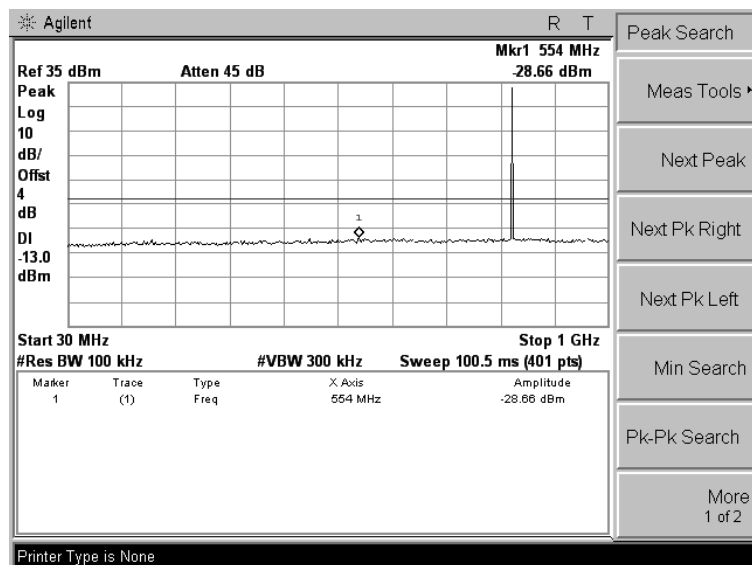 Agilent R T
Mkr1 554 MHz
Ref 35 dBm Atten 45 dB -28.66 dBm
Peak
Log
10
dB/
Offst
4
dB
DI
-13.0
dBm
1
Start 30 MHz Stop 1 GHz
#Res BW 100 kHz #VBW 300 kHz Sweep 100.5 ms (401 pts)
Marker Trace Type X Axis Amplitude
1 (1) Freq 554 MHz -28.66 dBm
Printer Type is None
Peak Search
Meas Tools
Next Peak
Next Pk Right
Next Pk Left
Min Search
Pk-Pk Search
More
1 of 2